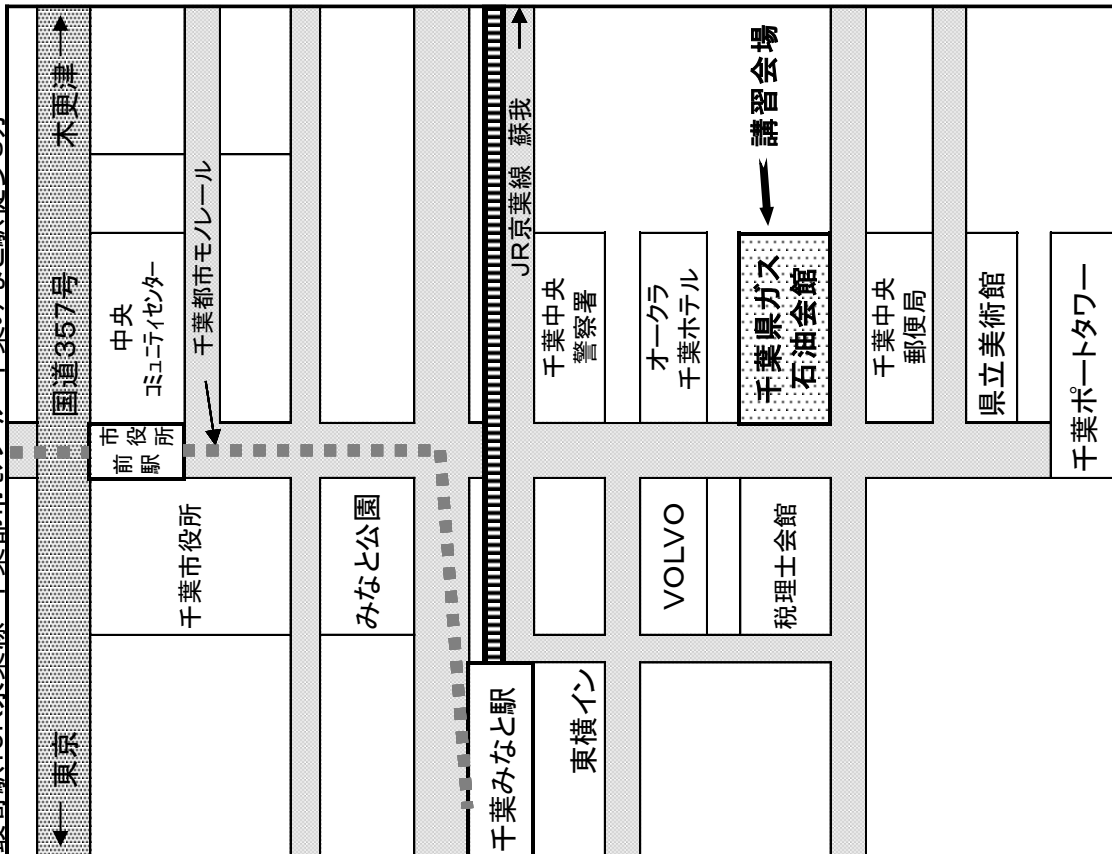 ← 東京
国道357号
木更津 →
中央
コミュニティセンター
市役所
前駅
千葉市役所
千葉都市モノレール
みなと公園
千葉みなと駅
JR京葉線 蘇我 →
東横イン
千葉中央
警察署
VOLVO
オークラ
千葉ホテル
税理士会館
千葉県ガス
石油会館
← 講習会場
千葉中央
郵便局
県立美術館
千葉ポートタワー